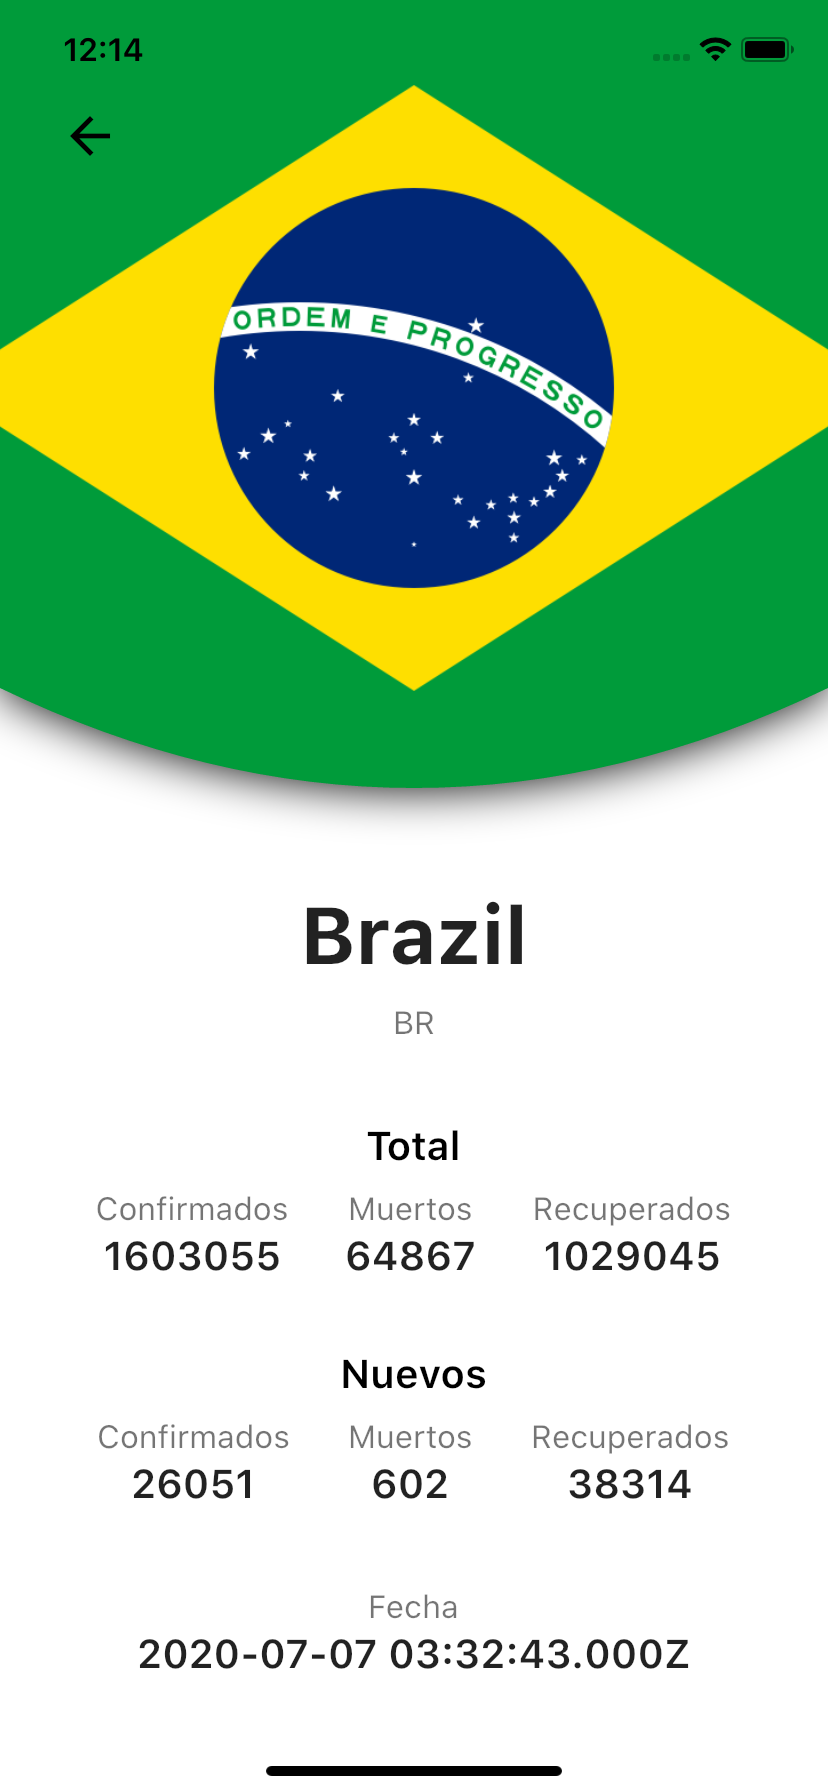 12:14
ORDEM E PROGRESSO
Brazil
BR
Total
Confirmados Muertos Recuperados
1603055 64867 1029045
Nuevos
Confirmados Muertos Recuperados
26051 602 38314
Fecha
2020-07-07 03:32:43.000Z